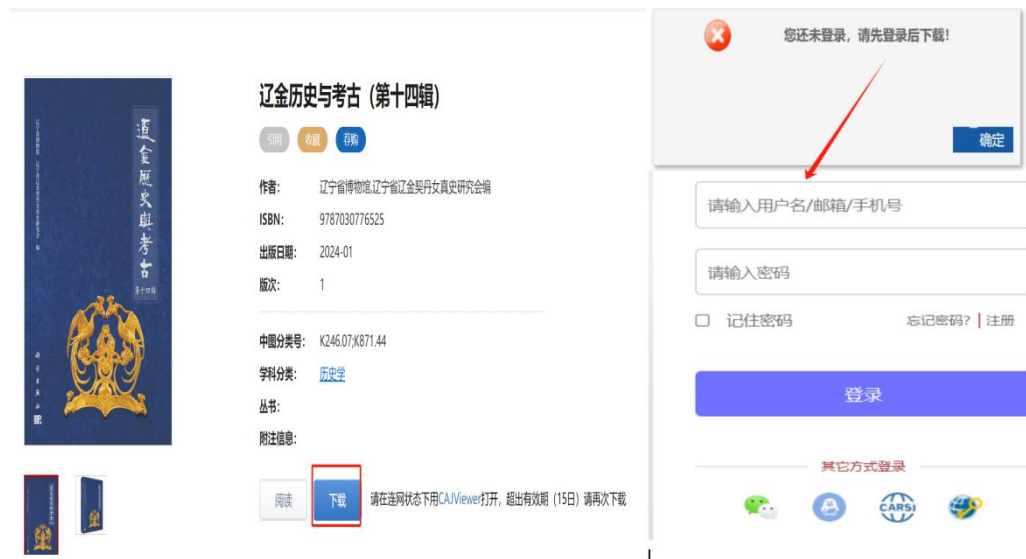 遼金歷史與考古
第十四辑
辽金历史与考古（第十四辑）
引用 收藏 荐购
作者： 辽宁省博物馆,辽宁省辽金契丹女真史研究会编
ISBN： 9787030776525
出版日期： 2024-01
版次： 1
中图分类号： K246.07;K871.44
学科分类： 历史学
丛书：
附注信息：
阅读 下载 请在连网状态下用CAJViewer打开，超出有效期（15日）请再次下载
您还未登录，请先登录后下载！
确定
请输入用户名/邮箱/手机号
请输入密码
记住密码 忘记密码? | 注册
登录
其它方式登录
CARSI